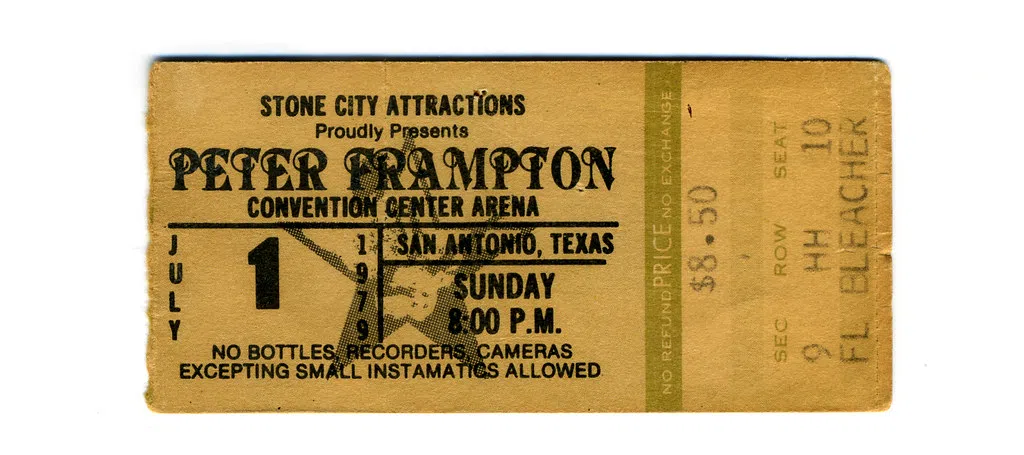 STONE CITY ATTRACTIONS
Proudly Presents
PETER FRAMPTON
CONVENTION CENTER ARENA
JULY
1
1979
SAN ANTONIO, TEXAS
SUNDAY
8:00 P.M.
NO BOTTLES, RECORDERS, CAMERAS
EXCEPTING SMALL INSTAMATICS ALLOWED
NO REFUND PRICE NO EXCHANGE
$8.50
SEC ROW SEAT
9 HH 10
FL BLEACHER